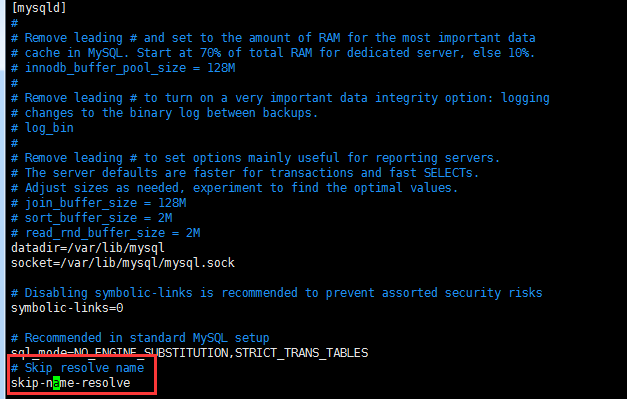 [mysqld]
#
# Remove leading # and set to the amount of RAM for the most important data
# cache in MySQL. Start at 70% of total RAM for dedicated server, else 10%.
# innodb_buffer_pool_size = 128M
#
# Remove leading # to turn on a very important data integrity option: logging
# changes to the binary log between backups.
# log_bin
#
# Remove leading # to set options mainly useful for reporting servers.
# The server defaults are faster for transactions and fast SELECTs.
# Adjust sizes as needed, experiment to find the optimal values.
# join_buffer_size = 128M
# sort_buffer_size = 2M
# read_rnd_buffer_size = 2M
datadir=/var/lib/mysql
socket=/var/lib/mysql/mysql.sock
# Disabling symbolic-links is recommended to prevent assorted security risks
symbolic-links=0
# Recommended in standard MySQL setup
sql_mode=NO_ENGINE_SUBSTITUTION,STRICT_TRANS_TABLES
# Skip resolve name
skip-name-resolve